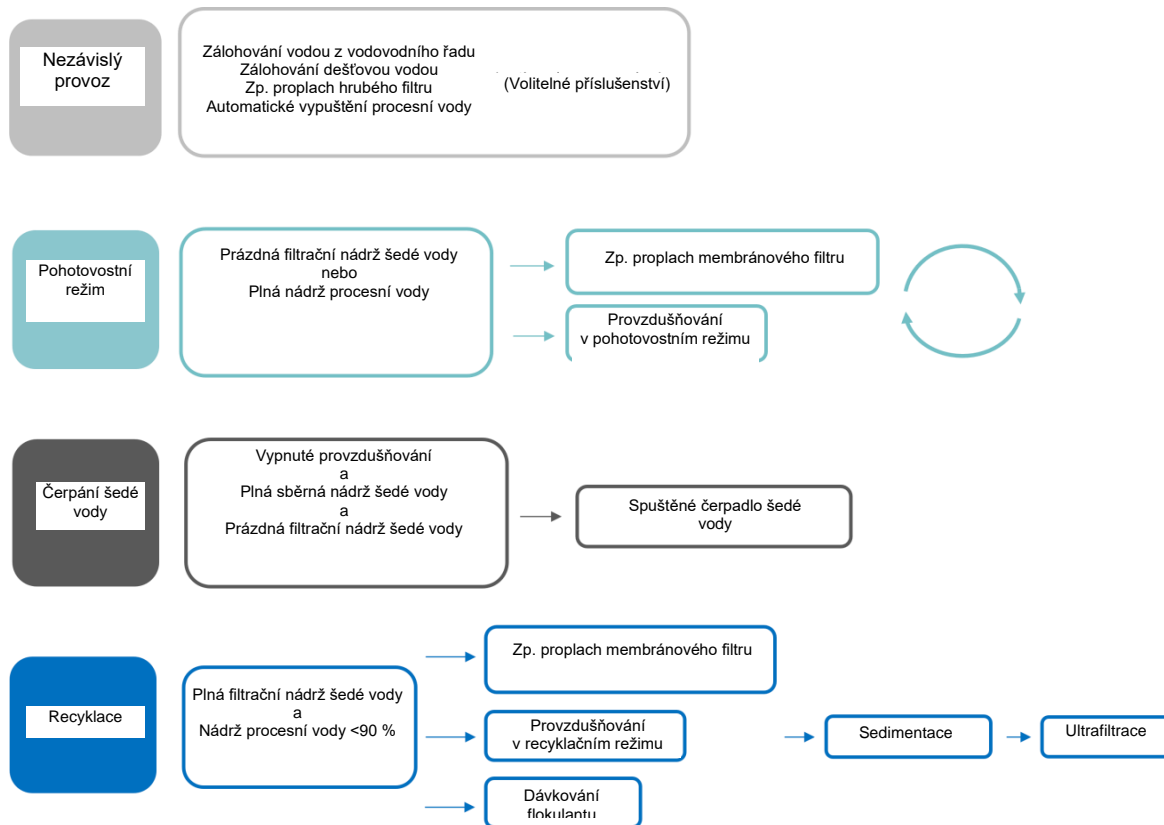 Nezávislý
provoz
Zálohování vodou z vodovodního řadu
Zálohování dešťovou vodou
Zp. proplach hrubého filtru
Automatické vypuštění procesní vody
(Volitelné příslušenství)
Pohotovostní
režim
Prázdná filtrační nádrž šedé vody
nebo
Plná nádrž procesní vody
Zp. proplach membránového filtru
Provzdušňování
v pohotovostním režimu
Čerpání šedé
vody
Vypnuté provzdušňování
a
Plná sběrná nádrž šedé vody
a
Prázdná filtrační nádrž šedé vody
Spuštěné čerpadlo šedé
vody
Recyklace
Plná filtrační nádrž šedé vody
a
Nádrž procesní vody <90 %
Zp. proplach membránového filtru
Provzdušňování
v recyklačním režimu
Sedimentace
Ultrafiltrace
Dávkování
flokulantu